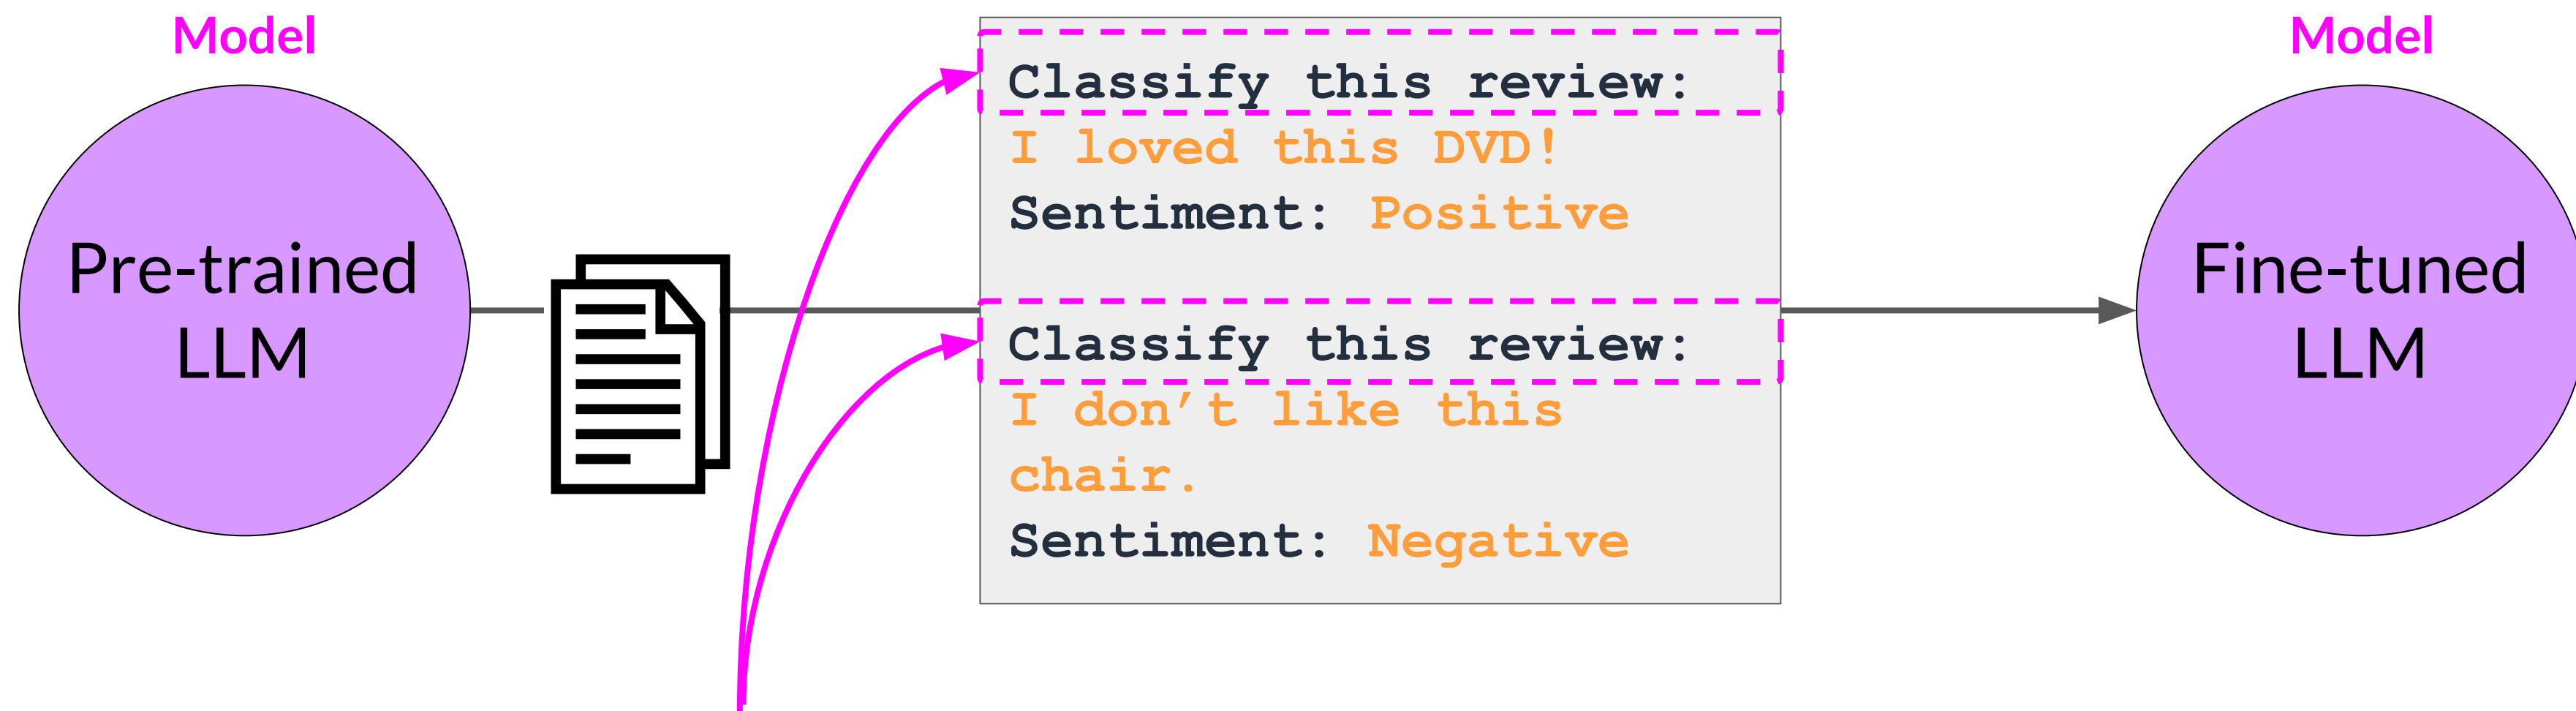 Model
Pre-trained
LLM
Classify this review:
I loved this DVD!
Sentiment: Positive
Classify this review:
I don’t like this
chair.
Sentiment: Negative
Model
Fine-tuned
LLM